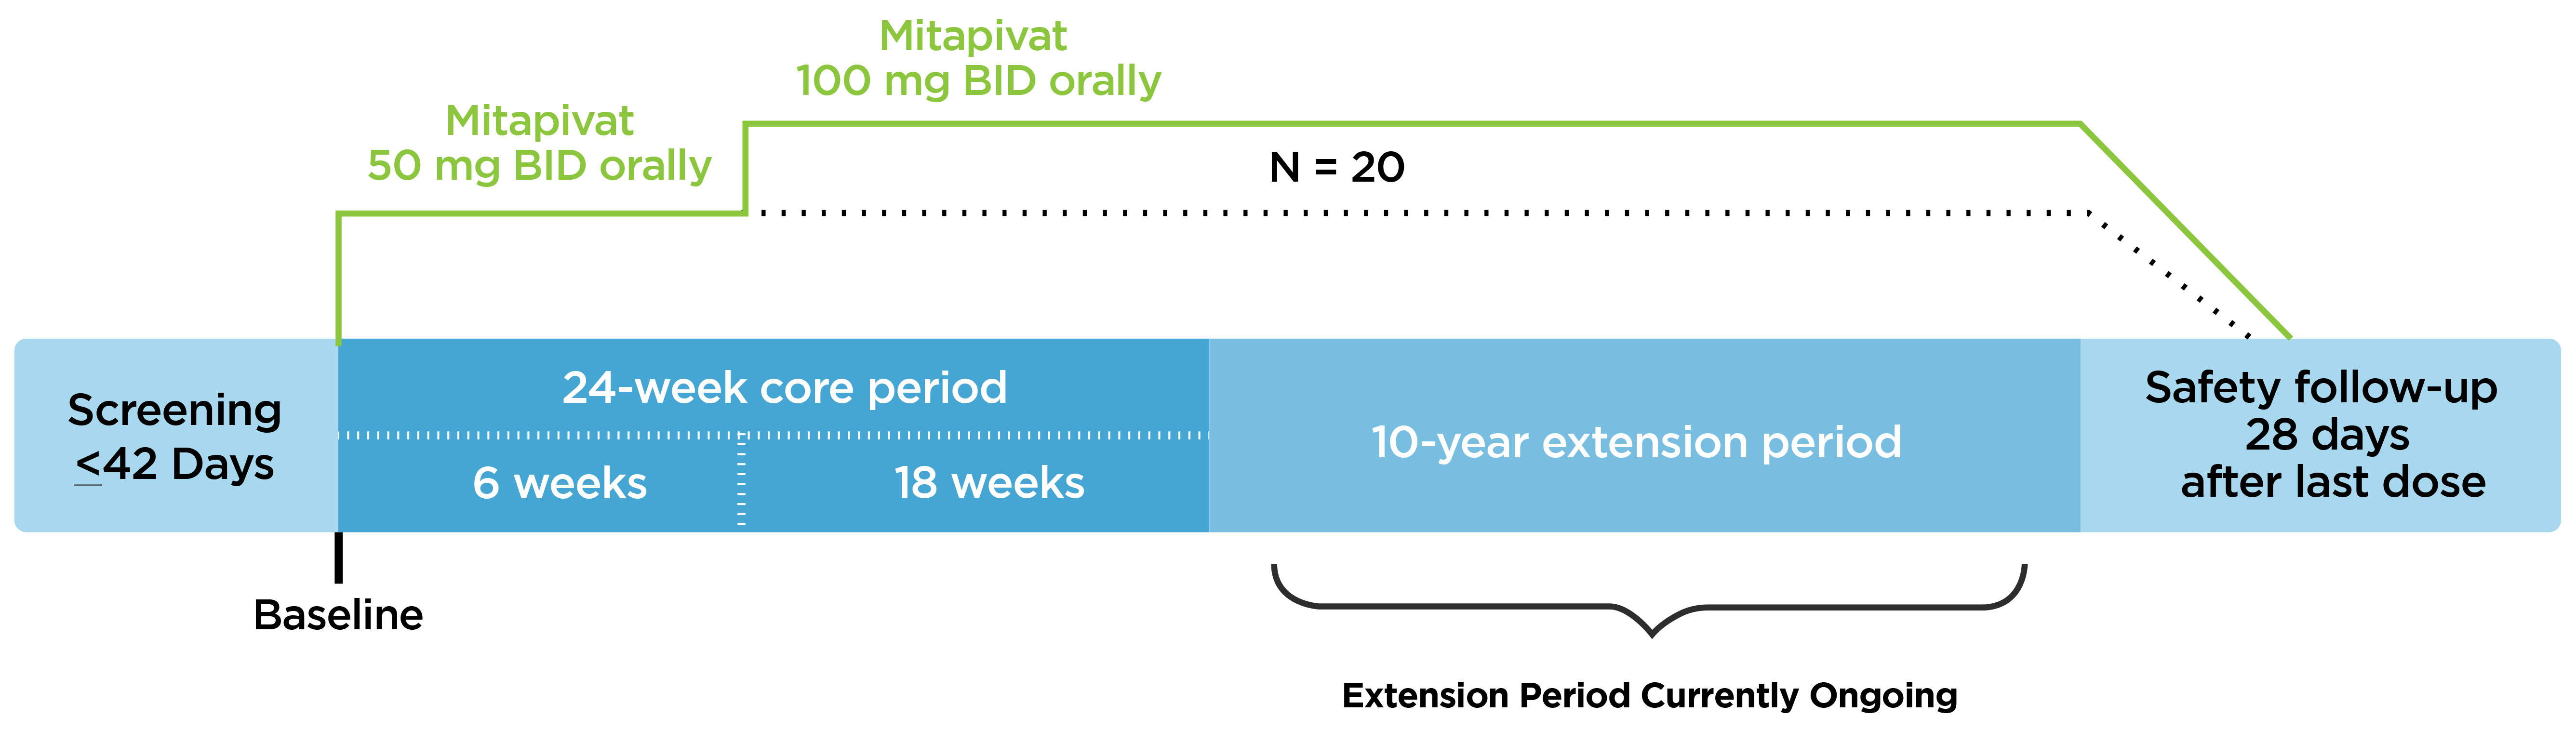 Mitapivat
100 mg BID orally
Mitapivat
50 mg BID orally
N = 20
Screening
≤42 Days
24-week core period
6 weeks
18 weeks
10-year extension period
Safety follow-up
28 days
after last dose
Baseline
Extension Period Currently Ongoing